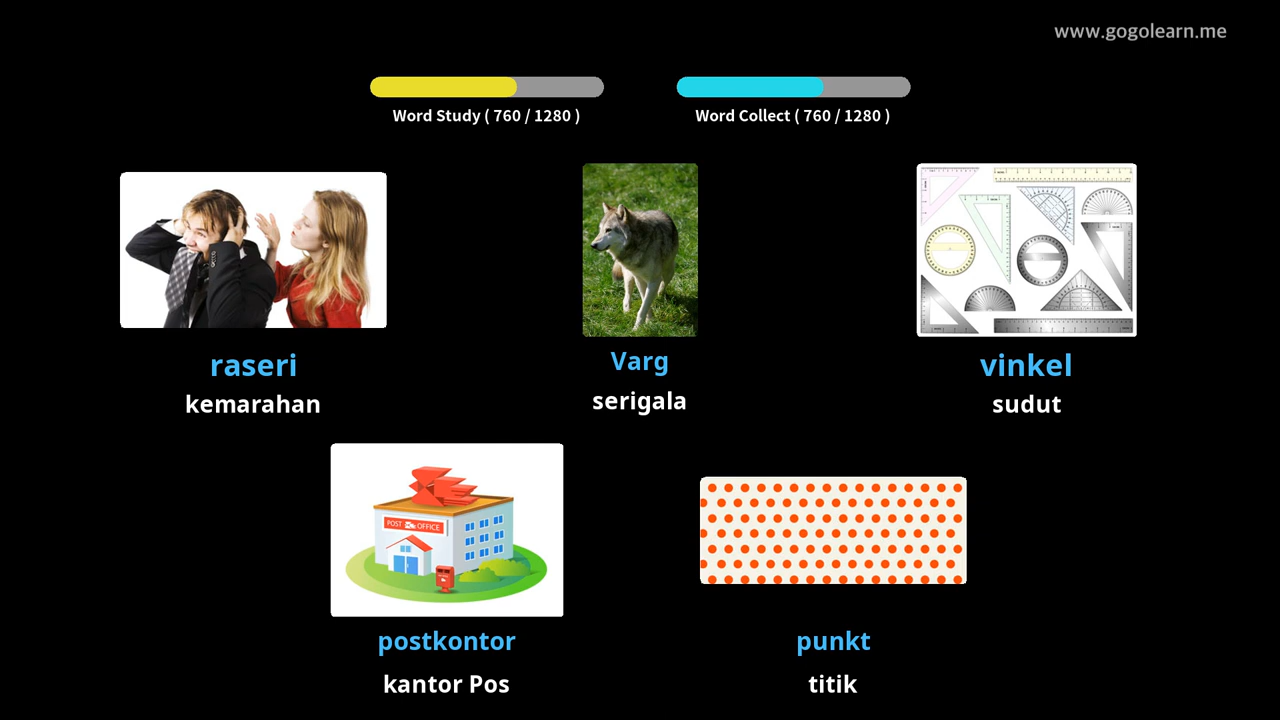 www.gogolearn.me
Word Study ( 760 / 1280 )
Word Collect ( 760 / 1280 )
raseri
kemarahan
Varg
serigala
vinkel
sudut
POST OFFICE
postkontor
kantor Pos
punkt
titik